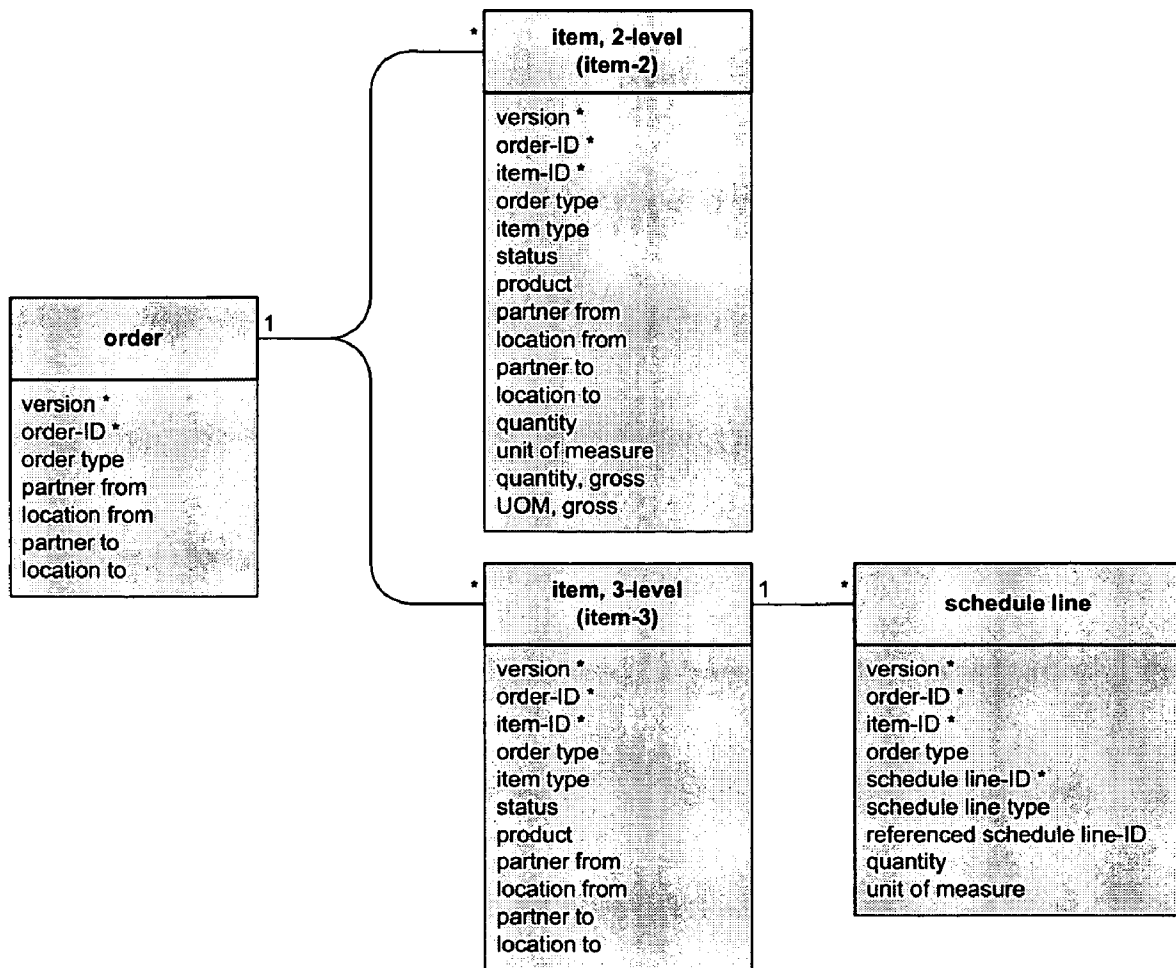 *
item, 2-level
(item-2)
version *
order-ID *
item-ID *
order type
item type
status
product
partner from
location from
partner to
location to
quantity
unit of measure
quantity, gross
UOM, gross
1
order
version *
order-ID *
order type
partner from
location from
partner to
location to
*
item, 3-level
(item-3)
version *
order-ID *
item-ID *
order type
item type
status
product
partner from
location from
partner to
location to
1
*
schedule line
version *
order-ID *
item-ID *
order type
schedule line-ID *
schedule line type
referenced schedule line-ID
quantity
unit of measure